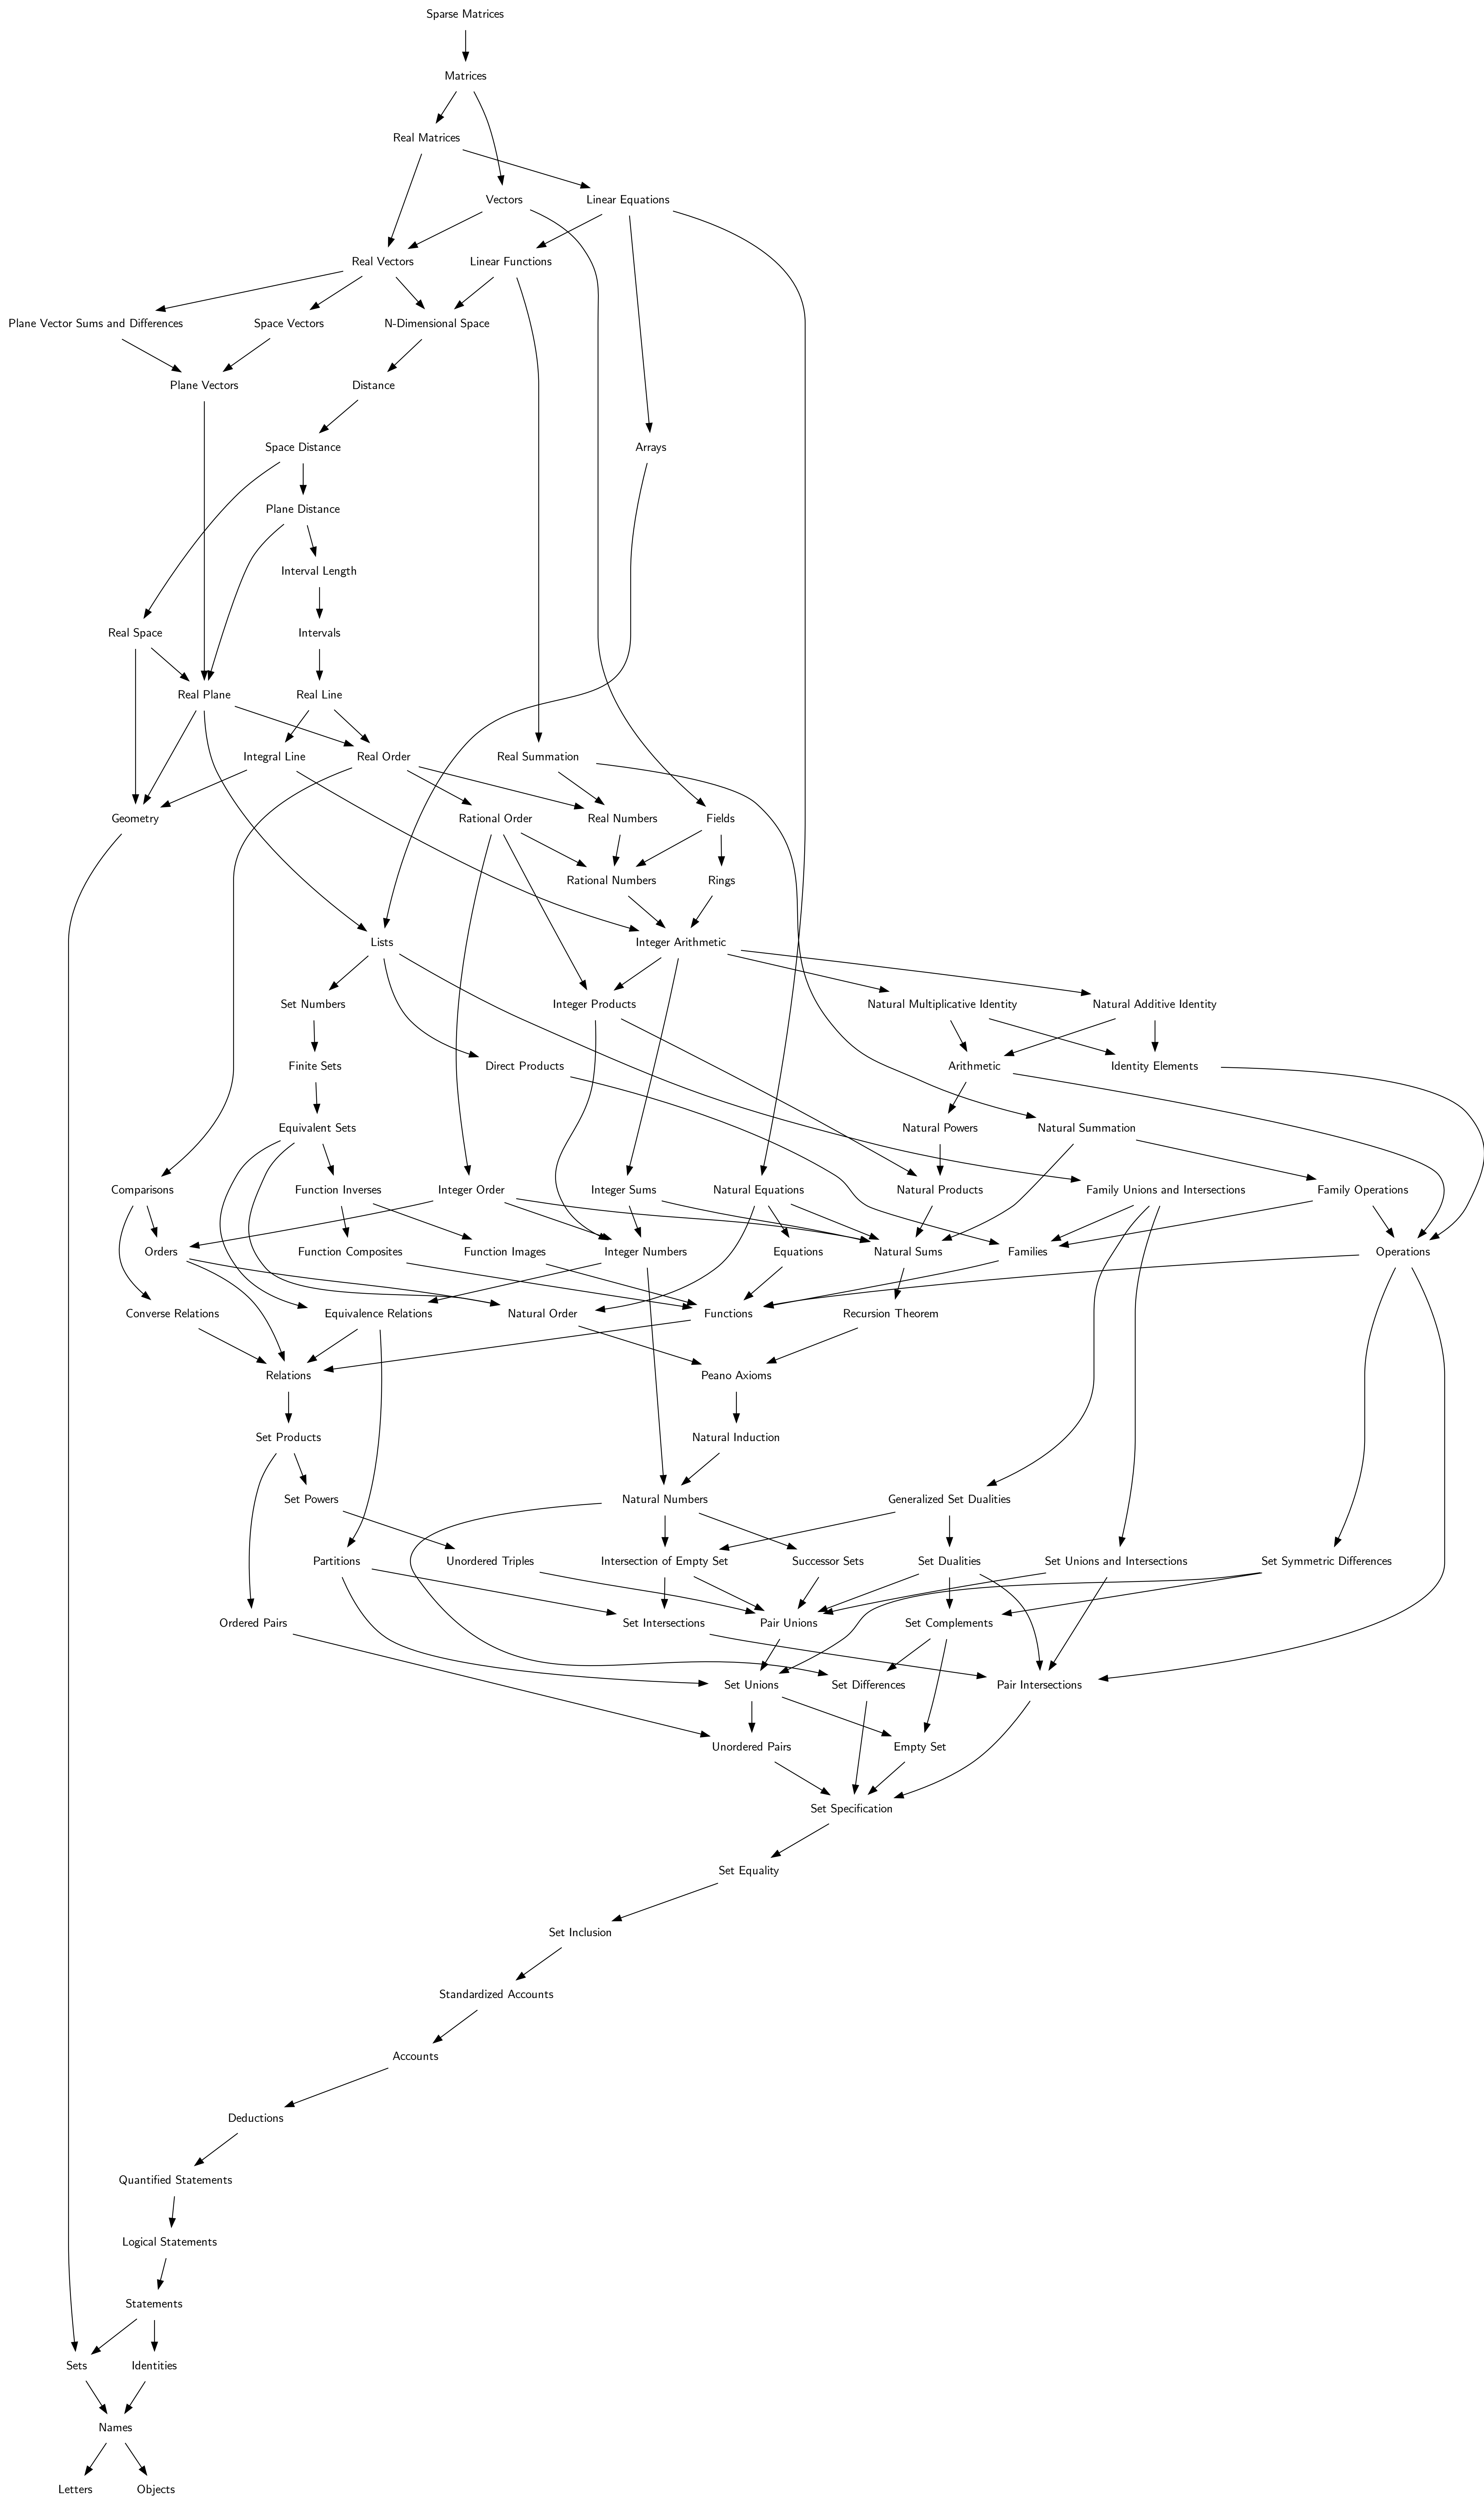 Sparse Matrices
Matrices
Real Matrices
Vectors
Linear Equations
Real Vectors
Linear Functions
Plane Vector Sums and Differences
Space Vectors
N-Dimensional Space
Plane Vectors
Distance
Space Distance
Arrays
Plane Distance
Interval Length
Real Space
Intervals
Real Plane
Real Line
Integral Line
Real Order
Real Summation
Geometry
Rational Order
Real Numbers
Fields
Rational Numbers
Rings
Lists
Integer Arithmetic
Set Numbers
Integer Products
Natural Multiplicative Identity
Natural Additive Identity
Finite Sets
Direct Products
Arithmetic
Identity Elements
Equivalent Sets
Natural Powers
Natural Summation
Comparisons
Function Inverses
Integer Order
Integer Sums
Natural Equations
Natural Products
Family Unions and Intersections
Family Operations
Orders
Function Composites
Function Images
Integer Numbers
Equations
Natural Sums
Families
Operations
Converse Relations
Equivalence Relations
Natural Order
Functions
Recursion Theorem
Relations
Peano Axioms
Set Products
Natural Induction
Set Powers
Natural Numbers
Generalized Set Dualities
Partitions
Unordered Triples
Intersection of Empty Set
Successor Sets
Set Dualities
Set Unions and Intersections
Set Symmetric Differences
Ordered Pairs
Set Intersections
Pair Unions
Set Complements
Set Unions
Set Differences
Pair Intersections
Unordered Pairs
Empty Set
Set Specification
Set Equality
Set Inclusion
Standardized Accounts
Accounts
Deductions
Quantified Statements
Logical Statements
Statements
Sets
Identities
Names
Letters
Objects